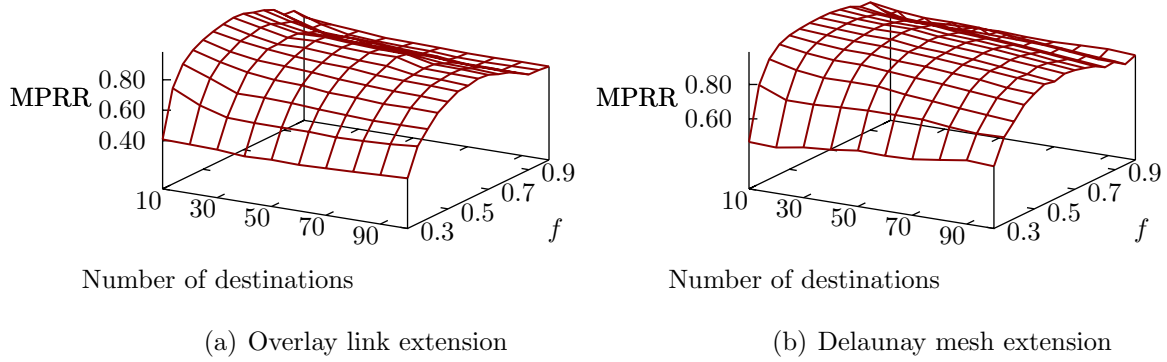 0.80
MPRR
0.60
0.40
10
30
50
70
90
0.3
0.5
0.7
0.9
f
Number of destinations
(a) Overlay link extension
0.80
MPRR
0.60
10
30
50
70
90
0.3
0.5
0.7
0.9
f
Number of destinations
(b) Delaunay mesh extension